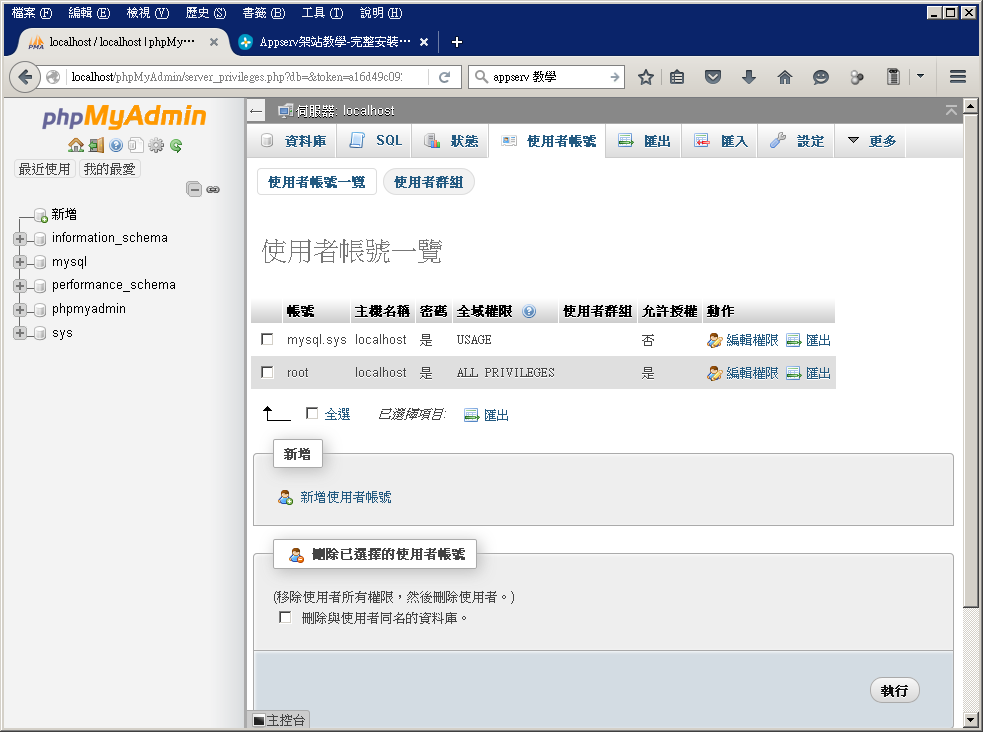 檔案 (F) 編輯 (E) 檢視 (V) 歷史 (S) 書籤 (B) 工具 (T) 說明 (H)
localhost / localhost | phpMy··· Appserv架站教學-完整安裝···
localhost/phpMyAdmin/server_privileges.php?db=&token=a16d49c09 appserv 教學
phpMyAdmin
最近使用 我的最愛
新增
information_schema
mysql
performance_schema
phpmyadmin
sys
伺服器: localhost
資料庫 SQL 狀態 使用者帳號 匯出 匯入 設定 更多
使用者帳號一覽 使用者群組
使用者帳號一覽
帳號 主機名稱 密碼 全域權限 使用者群組 允許授權 動作
mysql.sys localhost 是 USAGE 否 編輯權限 匯出
root localhost 是 ALL PRIVILEGES 是 編輯權限 匯出
全選 已選擇項目: 匯出
新增
新增使用者帳號
刪除已選擇的使用者帳號
(移除使用者所有權限，然後刪除使用者。)
刪除與使用者同名的資料庫。
執行
主控台